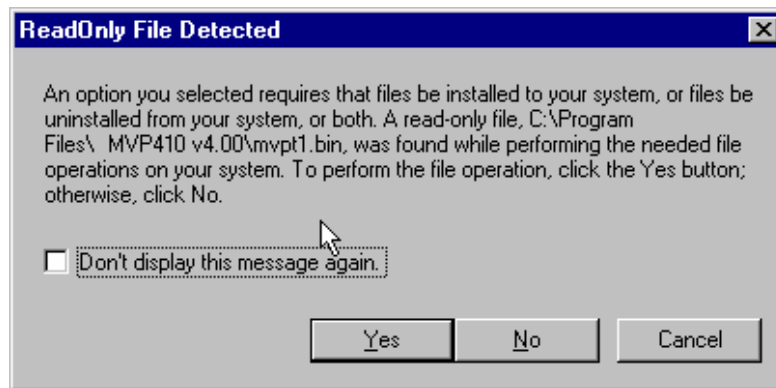 ReadOnly File Detected
An option you selected requires that files be installed to your system, or files be
uninstalled from your system, or both. A read-only file, C:\Program
Files\ MVP410 v4.00\mvpt1.bin, was found while performing the needed file
operations on your system. To perform the file operation, click the Yes button;
otherwise, click No.
Don't display this message again.
Yes No Cancel